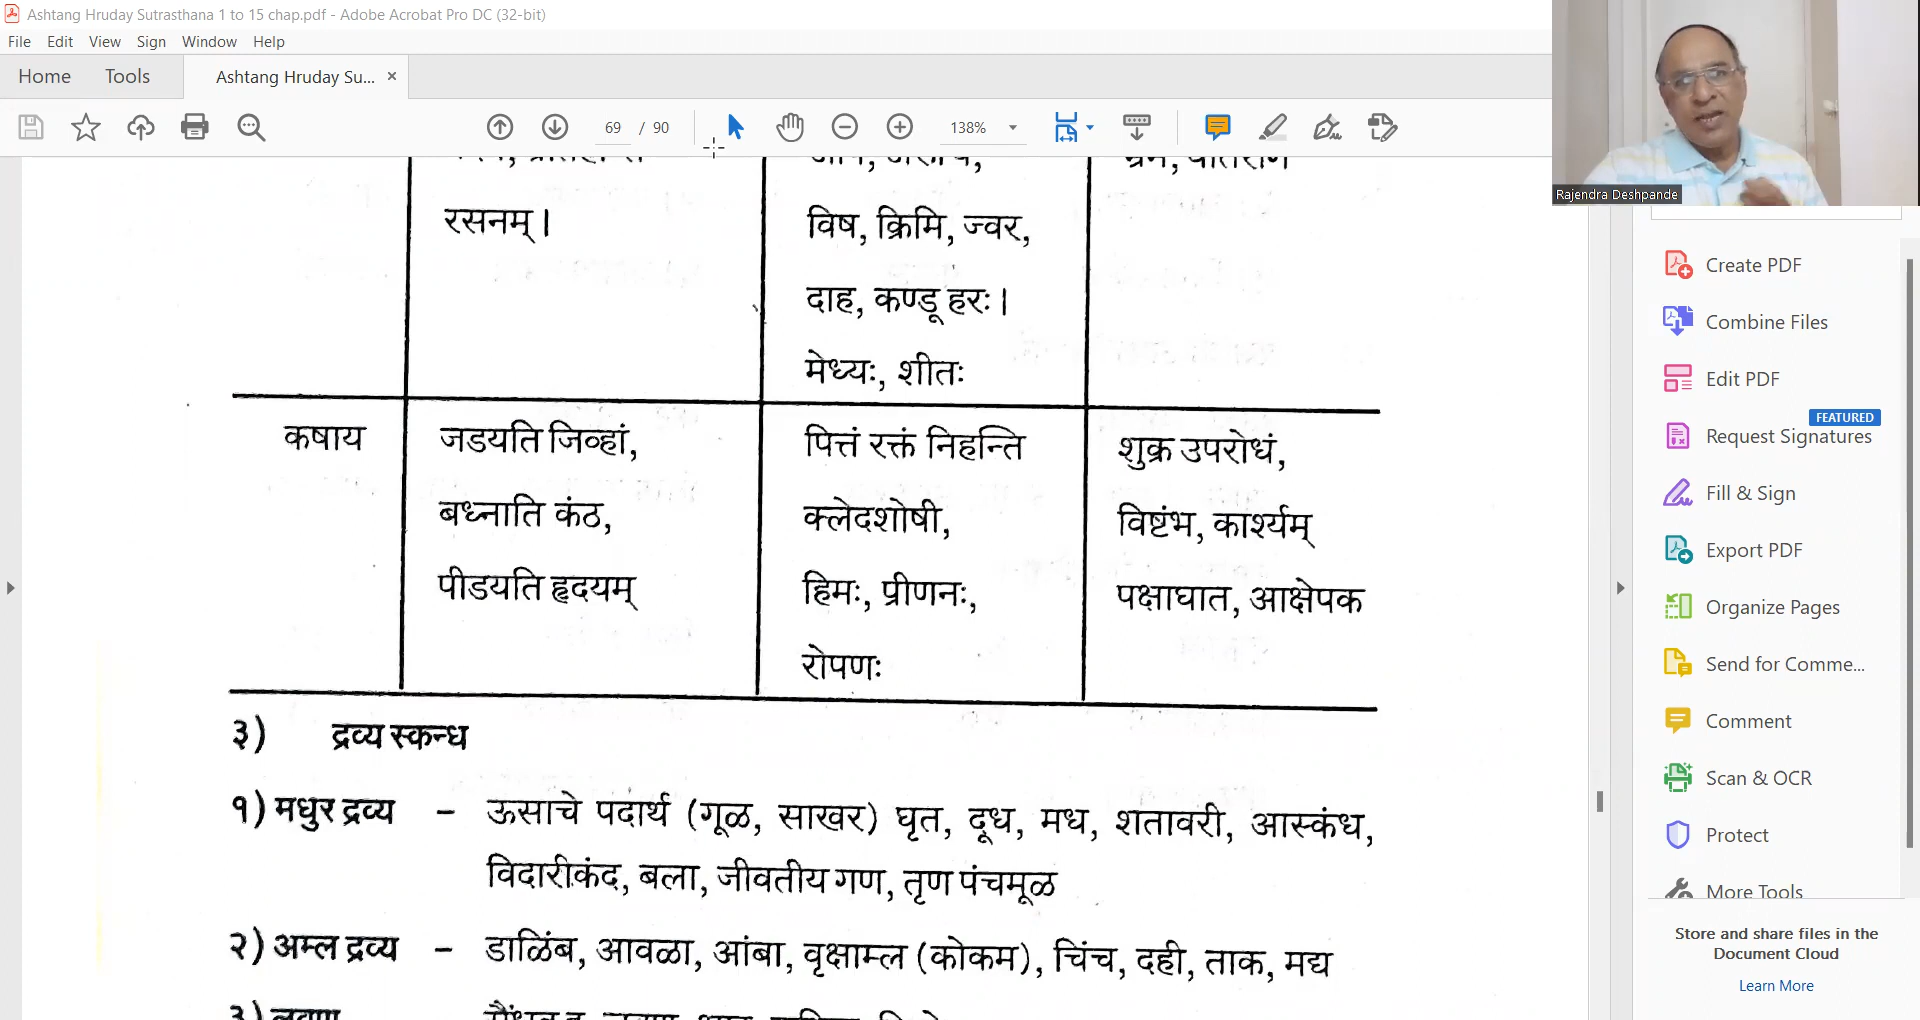 Ashtang Hruday Sutrasthana 1 to 15 chap.pdf - Adobe Acrobat Pro DC (32-bit)
File Edit View Sign Window Help
Home Tools Ashtang Hruday Su... ×
69 / 90 138%
Rajendra Deshpande
रसनम् ।
विष, क्रिमि, ज्वर,
दाह, कण्डू हरः ।
मेध्यः, शीतः
कषाय
जडयति जिव्हां,
बध्नाति कंठ,
पीडयति हृदयम्
पित्तं रक्तं निहन्ति
क्लेदशोषी,
हिमः, प्रीणनः,
रोपणः
शुक्र उपरोधं,
विष्टंभ, कार्श्यम्
पक्षाघात, आक्षेपक
३) द्रव्य स्कन्ध
१) मधुर द्रव्य – ऊसाचे पदार्थ (गूळ, साखर) घृत, दूध, मध, शतावरी, आस्कंध,
विदारीकंद, बला, जीवतीय गण, तृण पंचमूळ
२) अम्ल द्रव्य – डाळिंब, आवळा, आंबा, वृक्षाम्ल (कोकम), चिंच, दही, ताक, मद्य
Create PDF
Combine Files
Edit PDF
FEATURED
Request Signatures
Fill & Sign
Export PDF
Organize Pages
Send for Comme...
Comment
Scan & OCR
Protect
More Tools
Store and share files in the
Document Cloud
Learn More